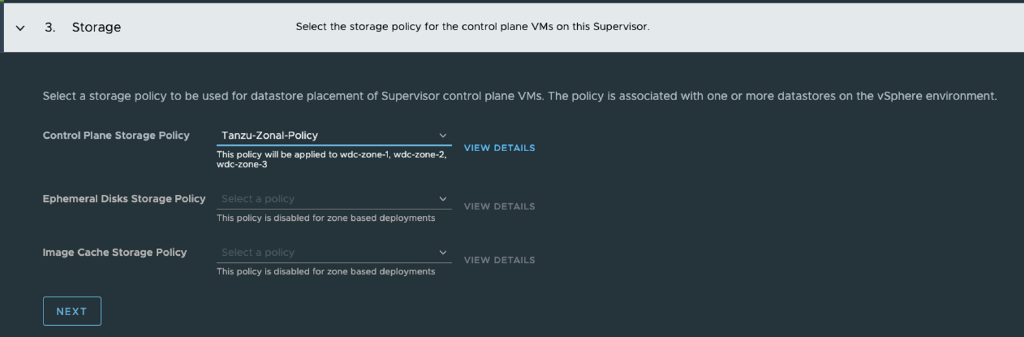 3. Storage Select the storage policy for the control plane VMs on this Supervisor.
Select a storage policy to be used for datastore placement of Supervisor control plane VMs. The policy is associated with one or more datastores on the vSphere environment.
Control Plane Storage Policy Tanzu-Zonal-Policy VIEW DETAILS
This policy will be applied to wdc-zone-1, wdc-zone-2,
wdc-zone-3
Ephemeral Disks Storage Policy Select a policy VIEW DETAILS
This policy is disabled for zone based deployments
Image Cache Storage Policy Select a policy VIEW DETAILS
This policy is disabled for zone based deployments
NEXT